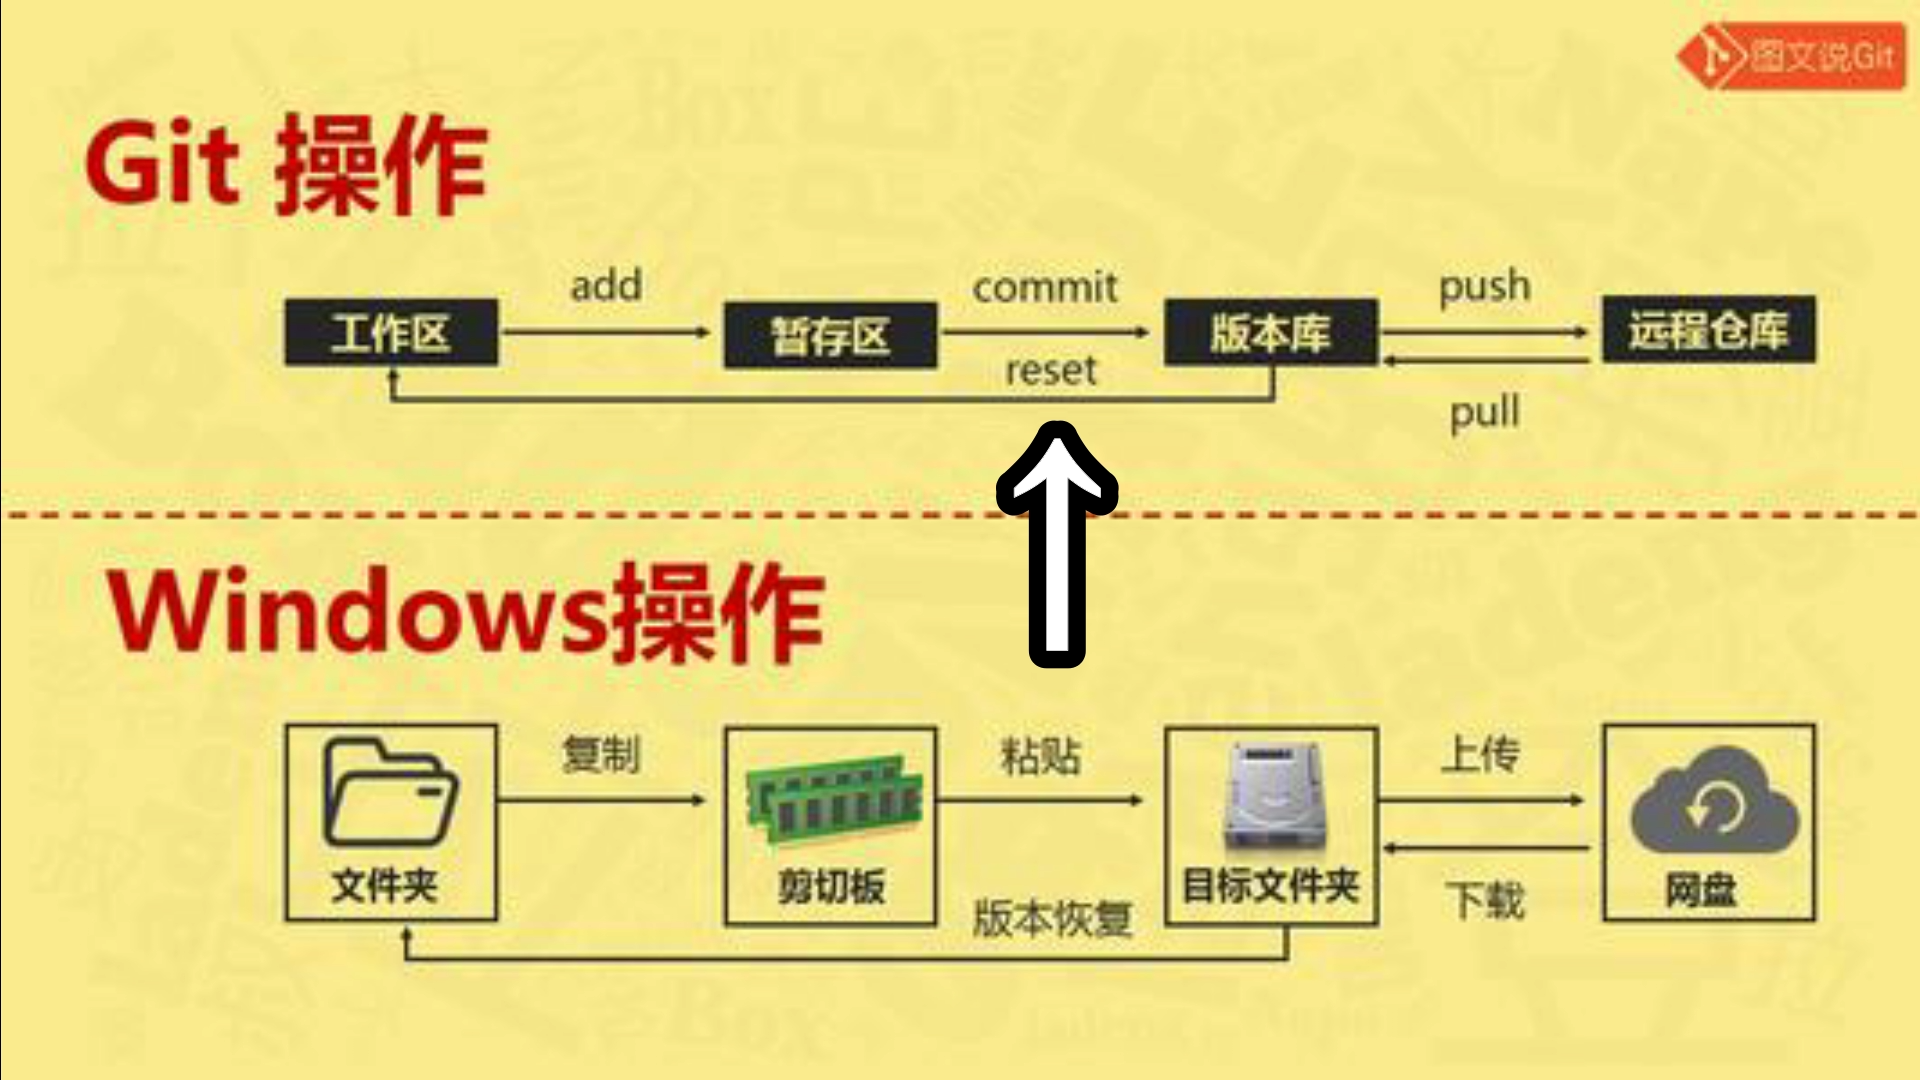 图文说Git
Git 操作
add
commit
push
工作区
暂存区
版本库
远程仓库
reset
pull
Windows操作
复制
粘贴
上传
文件夹
剪切板
目标文件夹
网盘
版本恢复
下载